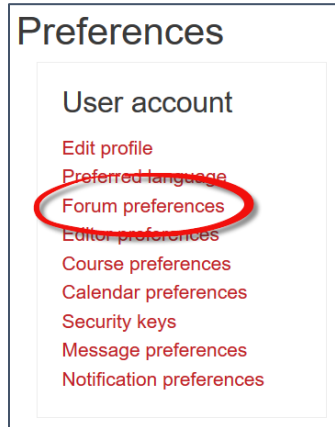 Preferences
User account
Edit profile
Preferred language
Forum preferences
Editor preferences
Course preferences
Calendar preferences
Security keys
Message preferences
Notification preferences